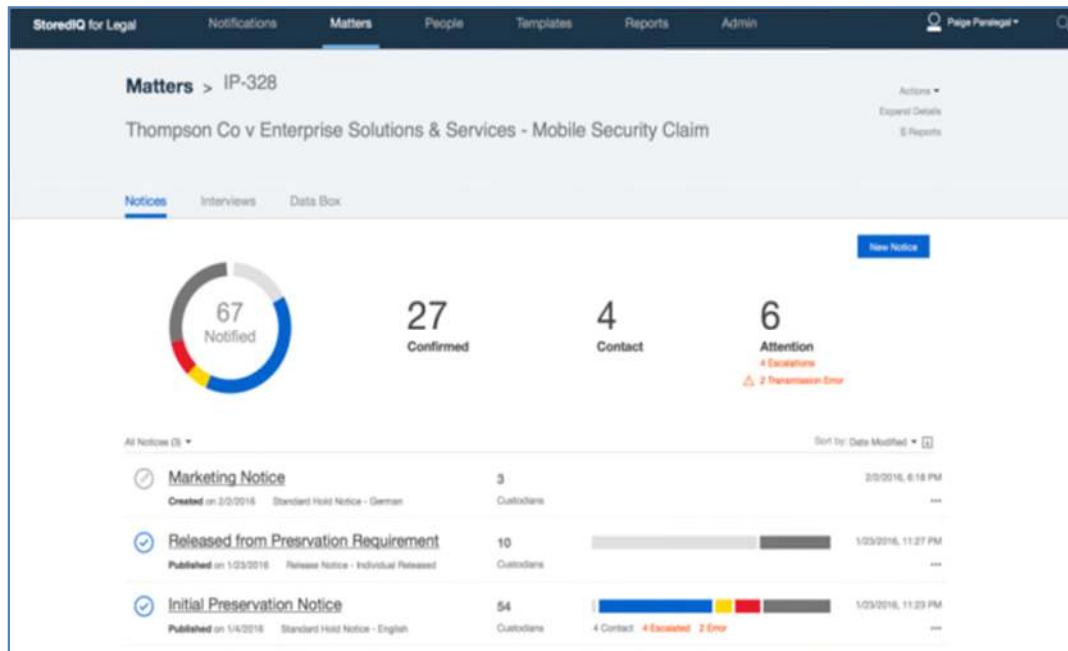 StoredIQ for Legal Notifications Matters People Templates Reports Admin Paige Paralegal
Matters > IP-328
Actions
Thompson Co v Enterprise Solutions & Services - Mobile Security Claim
Expand Details
Reports
Notices Interviews Data Box
New Notice
67
Notified
27
Confirmed
4
Contact
6
Attention
4 Escalations
2 Transmission Error
All Notices (3) Sort by: Date Modified
Marketing Notice 3 2/2/2016, 6:18 PM
Created on 2/2/2016 Standard Hold Notice - German Custodians ...
Released from Presrvation Requirement 10 1/23/2016, 11:27 PM
Published on 1/23/2016 Release Notice - Individual Released Custodians ...
Initial Preservation Notice 54 1/23/2016, 11:23 PM
Published on 1/4/2016 Standard Hold Notice - English Custodians 4 Contact 4 Escalated 2 Error ...